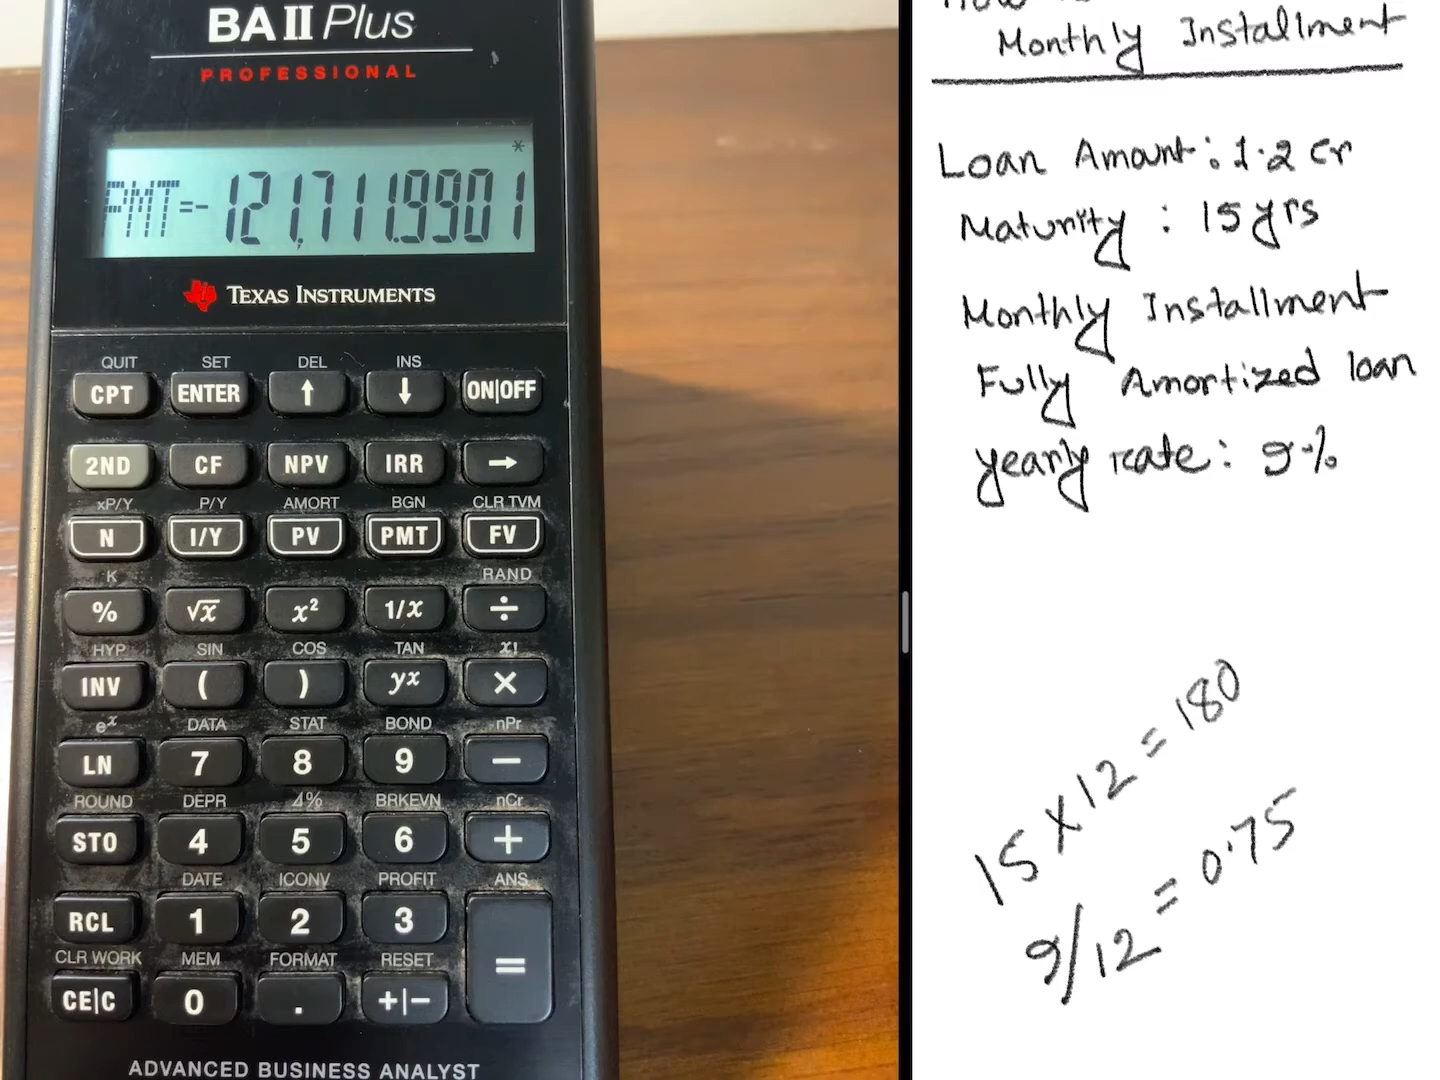 BA II Plus
PROFESSIONAL
*
PMT=-121,711.9901
TEXAS INSTRUMENTS
QUIT SET DEL INS
CPT ENTER ↑ ↓ ON|OFF
2ND CF NPV IRR →
xP/Y P/Y AMORT BGN CLR TVM
N I/Y PV PMT FV
K RAND
% √x x² 1/x ÷
HYP SIN COS TAN x!
INV ( ) yˣ ×
eˣ DATA STAT BOND nPr
LN 7 8 9 −
ROUND DEPR Δ% BRKEVN nCr
STO 4 5 6 +
DATE ICONV PROFIT ANS
RCL 1 2 3 =
CLR WORK MEM FORMAT RESET
CE|C 0 . +|−
ADVANCED BUSINESS ANALYST
Monthly Installment
Loan Amount: 1.2 cr
Maturity : 15 yrs
Monthly Installment
Fully Amortized loan
yearly rate: 9%
15 x 12 = 180
9/12 = 0.75